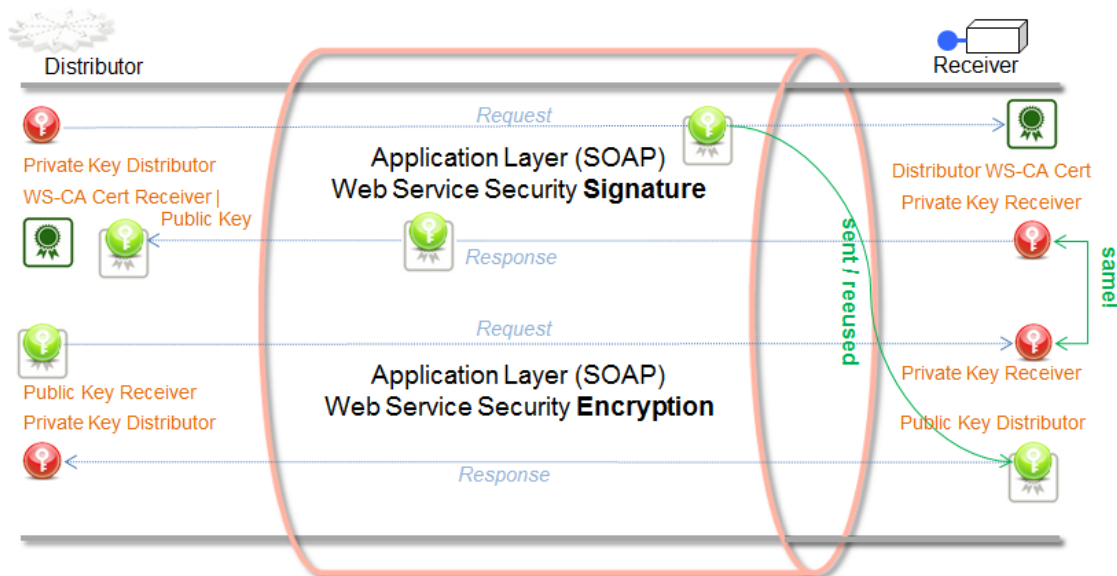 Distributor
Receiver
Request
Private Key Distributor
Application Layer (SOAP)
Web Service Security Signature
Distributor WS-CA Cert
WS-CA Cert Receiver |
Public Key
Private Key Receiver
Response
sent / reeused
same!
Request
Public Key Receiver
Application Layer (SOAP)
Web Service Security Encryption
Private Key Receiver
Private Key Distributor
Public Key Distributor
Response